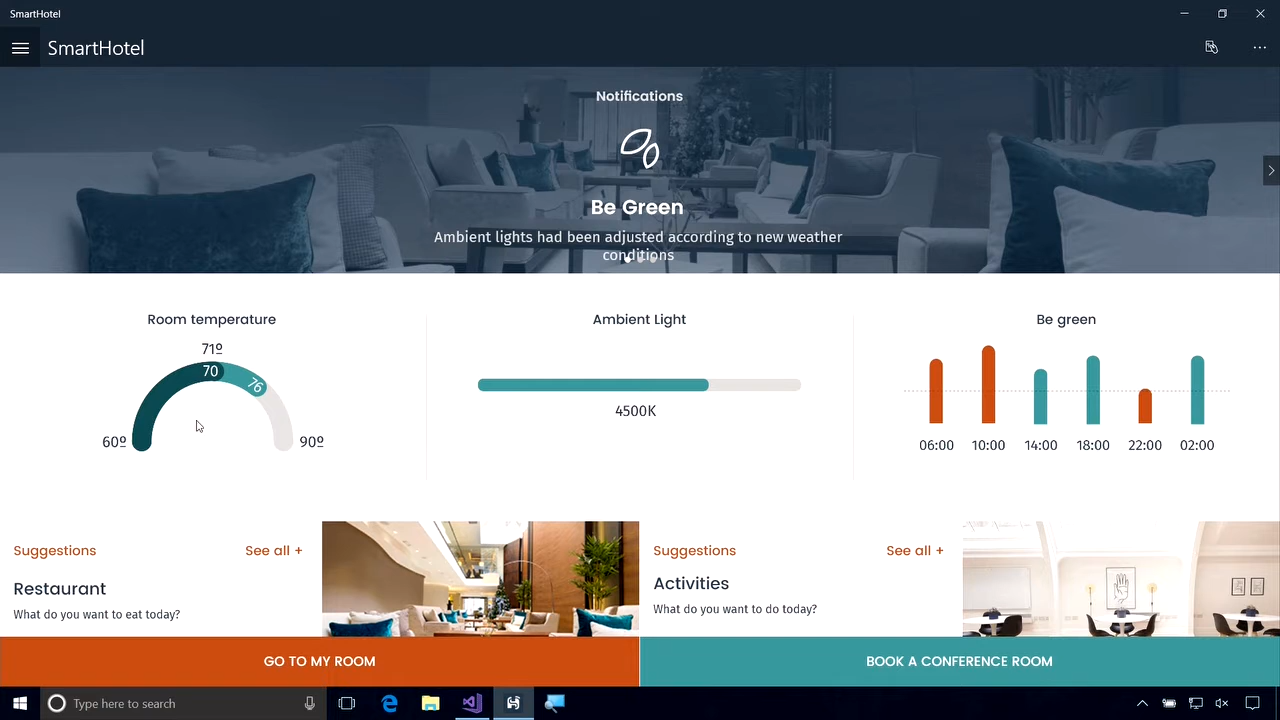 SmartHotel
SmartHotel
Notifications
Be Green
Ambient lights had been adjusted according to new weather
conditions
Room temperature
71º
70
76
60º
90º
Ambient Light
4500K
Be green
06:00 10:00 14:00 18:00 22:00 02:00
Suggestions
See all +
Restaurant
What do you want to eat today?
Suggestions
See all +
Activities
What do you want to do today?
GO TO MY ROOM
BOOK A CONFERENCE ROOM
Type here to search